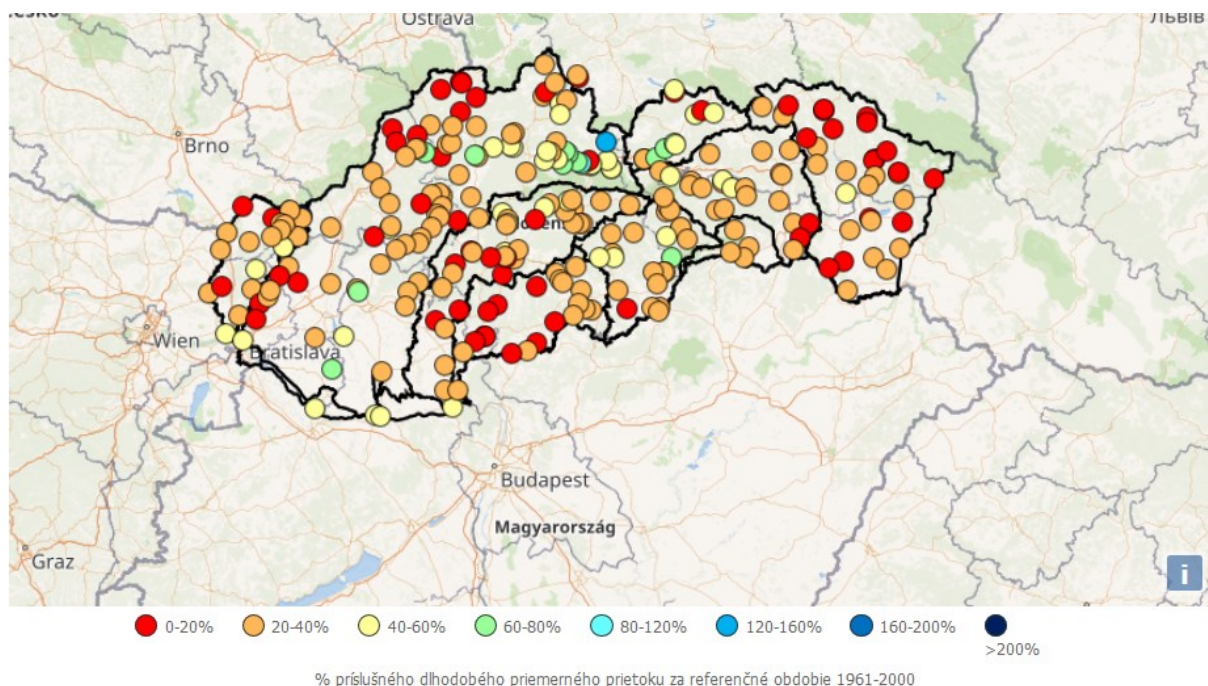 Ostrava
Львів
Brno
Wien
Bratislava
Budapest
Magyarország
Graz
i
0-20%
20-40%
40-60%
60-80%
80-120%
120-160%
160-200%
>200%
% príslušného dlhodobého priemerného prietoku za referenčné obdobie 1961-2000